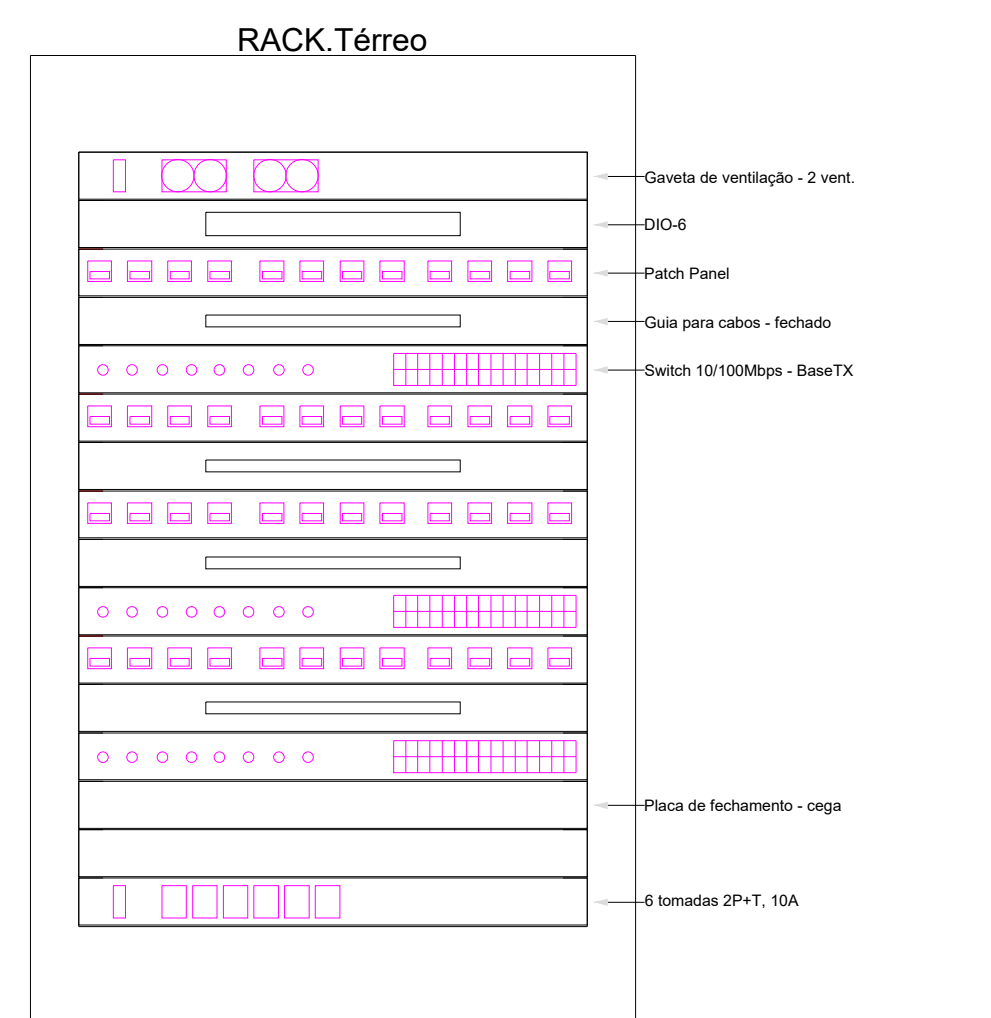 RACK.Térreo
Gaveta de ventilação - 2 vent.
DIO-6
Patch Panel
Guia para cabos - fechado
Switch 10/100Mbps - BaseTX
Placa de fechamento - cega
6 tomadas 2P+T, 10A